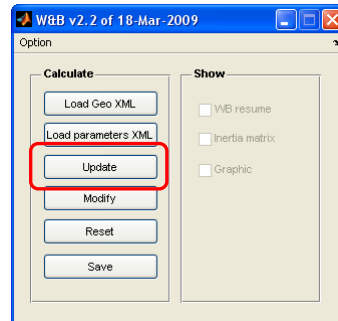 W&B v2.2 of 18-Mar-2009
Option
Calculate
Load Geo XML
Load parameters XML
Update
Modify
Reset
Save
Show
WB resume
Inertia matrix
Graphic